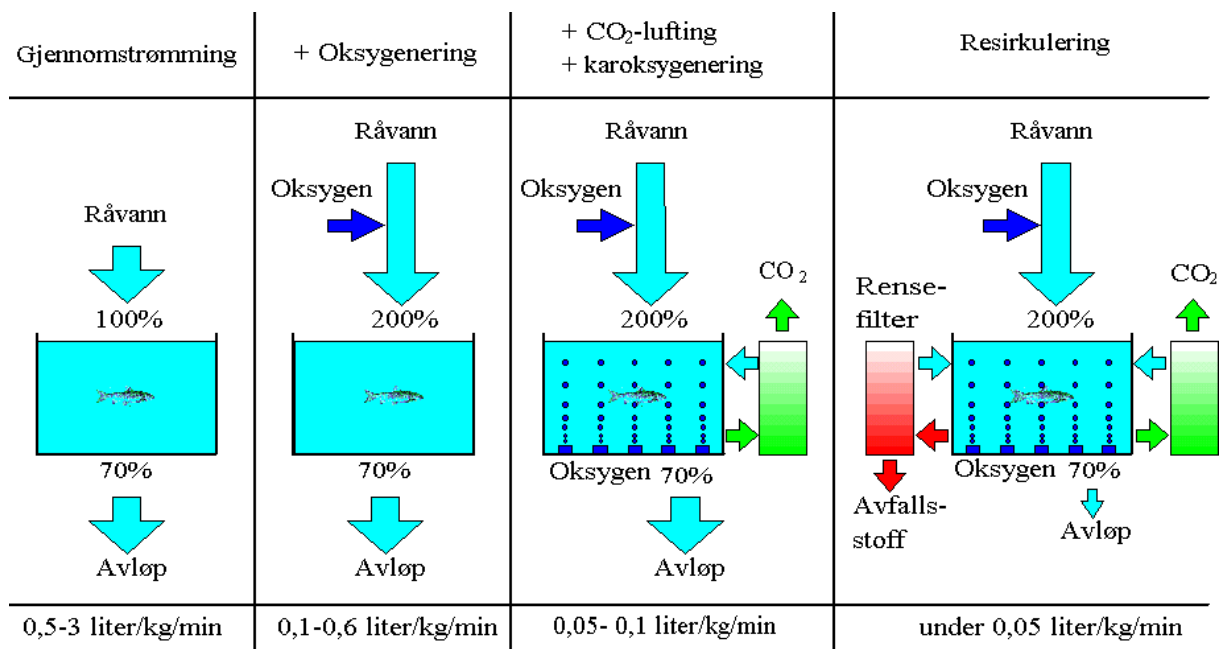 Gjennomstrømming
+ Oksygenering
+ CO2-lufting
+ karoksygenering
Resirkulering
Råvann
100%
70%
Avløp
Råvann
Oksygen
200%
70%
Avløp
Råvann
Oksygen
CO2
200%
Oksygen 70%
Avløp
Råvann
Oksygen
CO2
Rense-
filter
200%
Oksygen 70%
Avfalls-
stoff
Avløp
0,5-3 liter/kg/min
0,1-0,6 liter/kg/min
0,05- 0,1 liter/kg/min
under 0,05 liter/kg/min